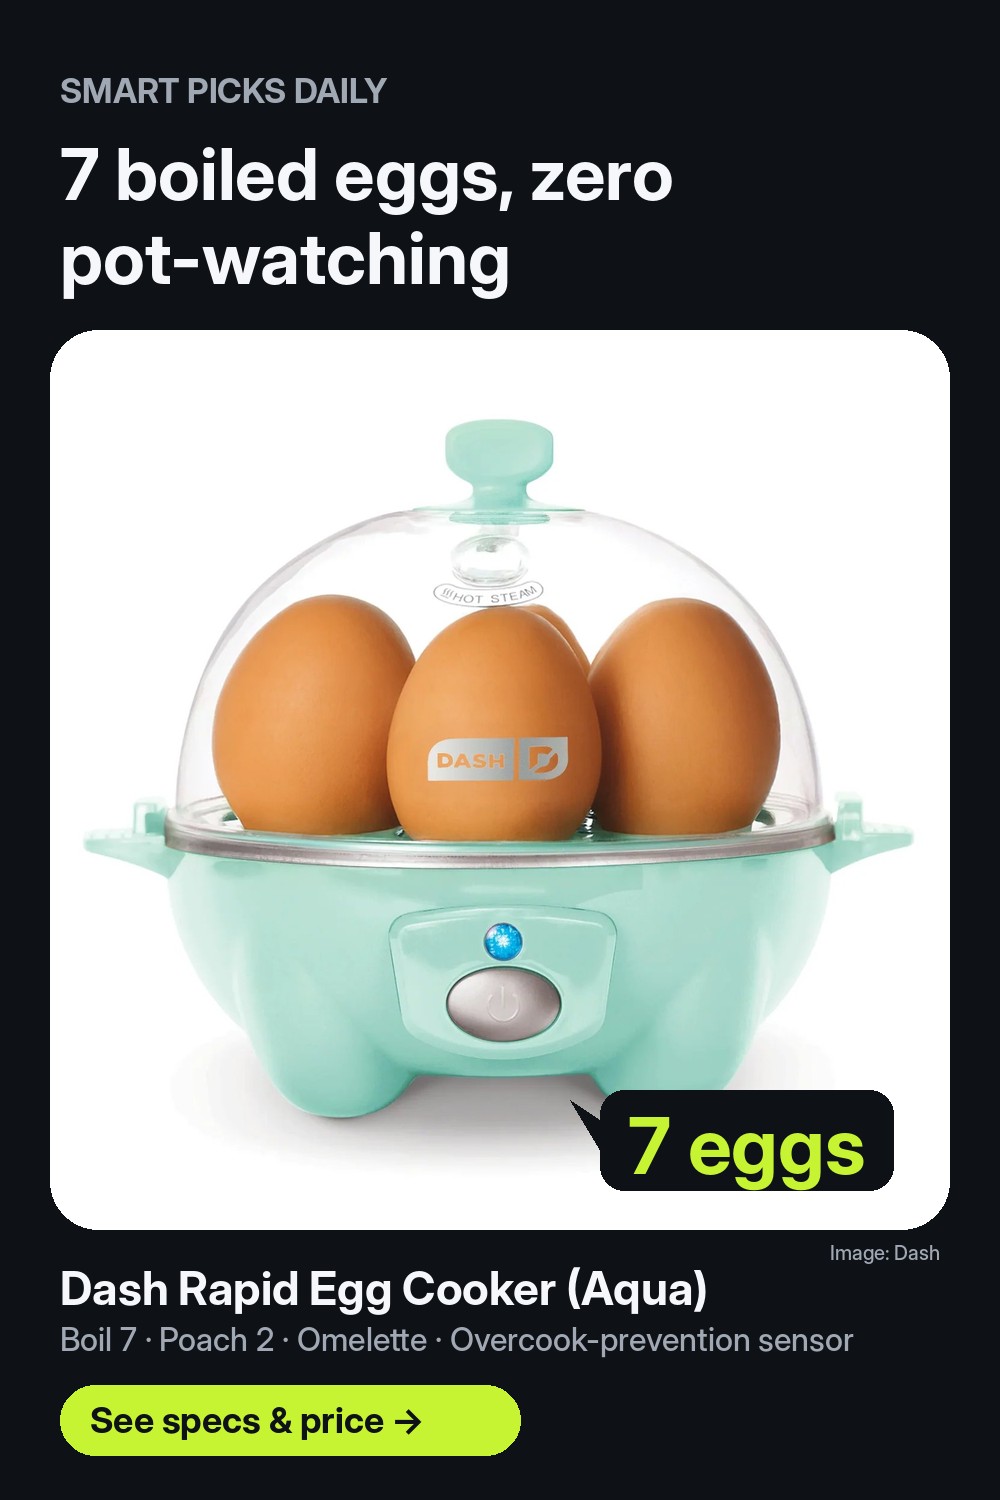 SMART PICKS DAILY
7 boiled eggs, zero
pot-watching
HOT STEAM
DASH D
7 eggs
Image: Dash
Dash Rapid Egg Cooker (Aqua)
Boil 7 · Poach 2 · Omelette · Overcook-prevention sensor
See specs & price →